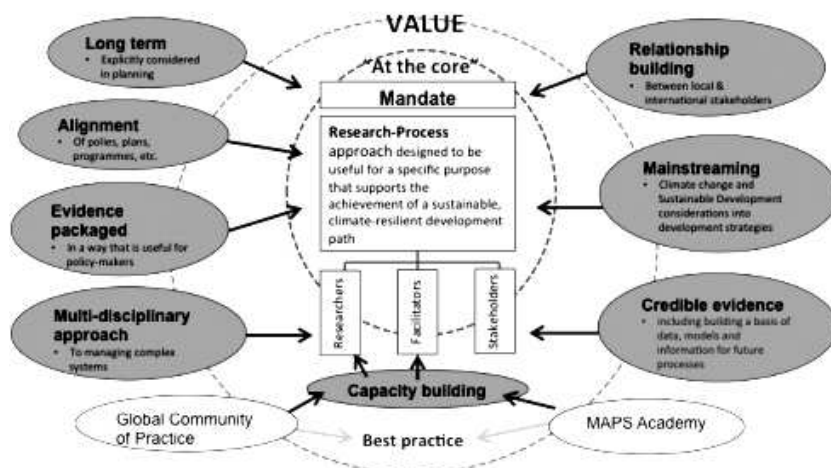 VALUE
Long term
• Explicitly considered
in planning
"At the core"
Mandate
Relationship
building
• Between local &
international stakeholders
Alignment
• Of polies, plans,
programmes, etc.
Research-Process
approach designed to be
useful for a specific purpose
that supports the
achievement of a sustainable,
climate-resilient development
path
Mainstreaming
• Climate change and
Sustainable Development
considerations into
development strategies
Evidence
packaged
• In a way that is useful for
policy-makers
Multi-disciplinary
approach
• To managing complex
systems
Researchers
Facilitators
Stakeholders
Credible evidence
• including building a basis of
data, models and
information for future
processes
Capacity building
Global Community
of Practice
Best practice
MAPS Academy